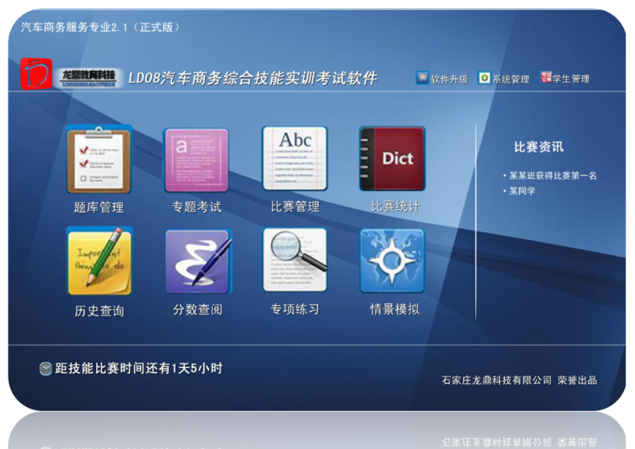 汽车商务服务专业2.1（正式版）
龙鼎教育科技
LD08汽车商务综合技能实训考试软件
软件升级
系统管理
学生管理
a
Abc
Dict
题库管理
专题考试
比赛管理
比赛统计
Important
things to do
历史查询
分数查阅
专项练习
情景模拟
比赛资讯
·某某班获得比赛第一名
·某同学
距技能比赛时间还有1天5小时
石家庄龙鼎科技有限公司 荣誉出品